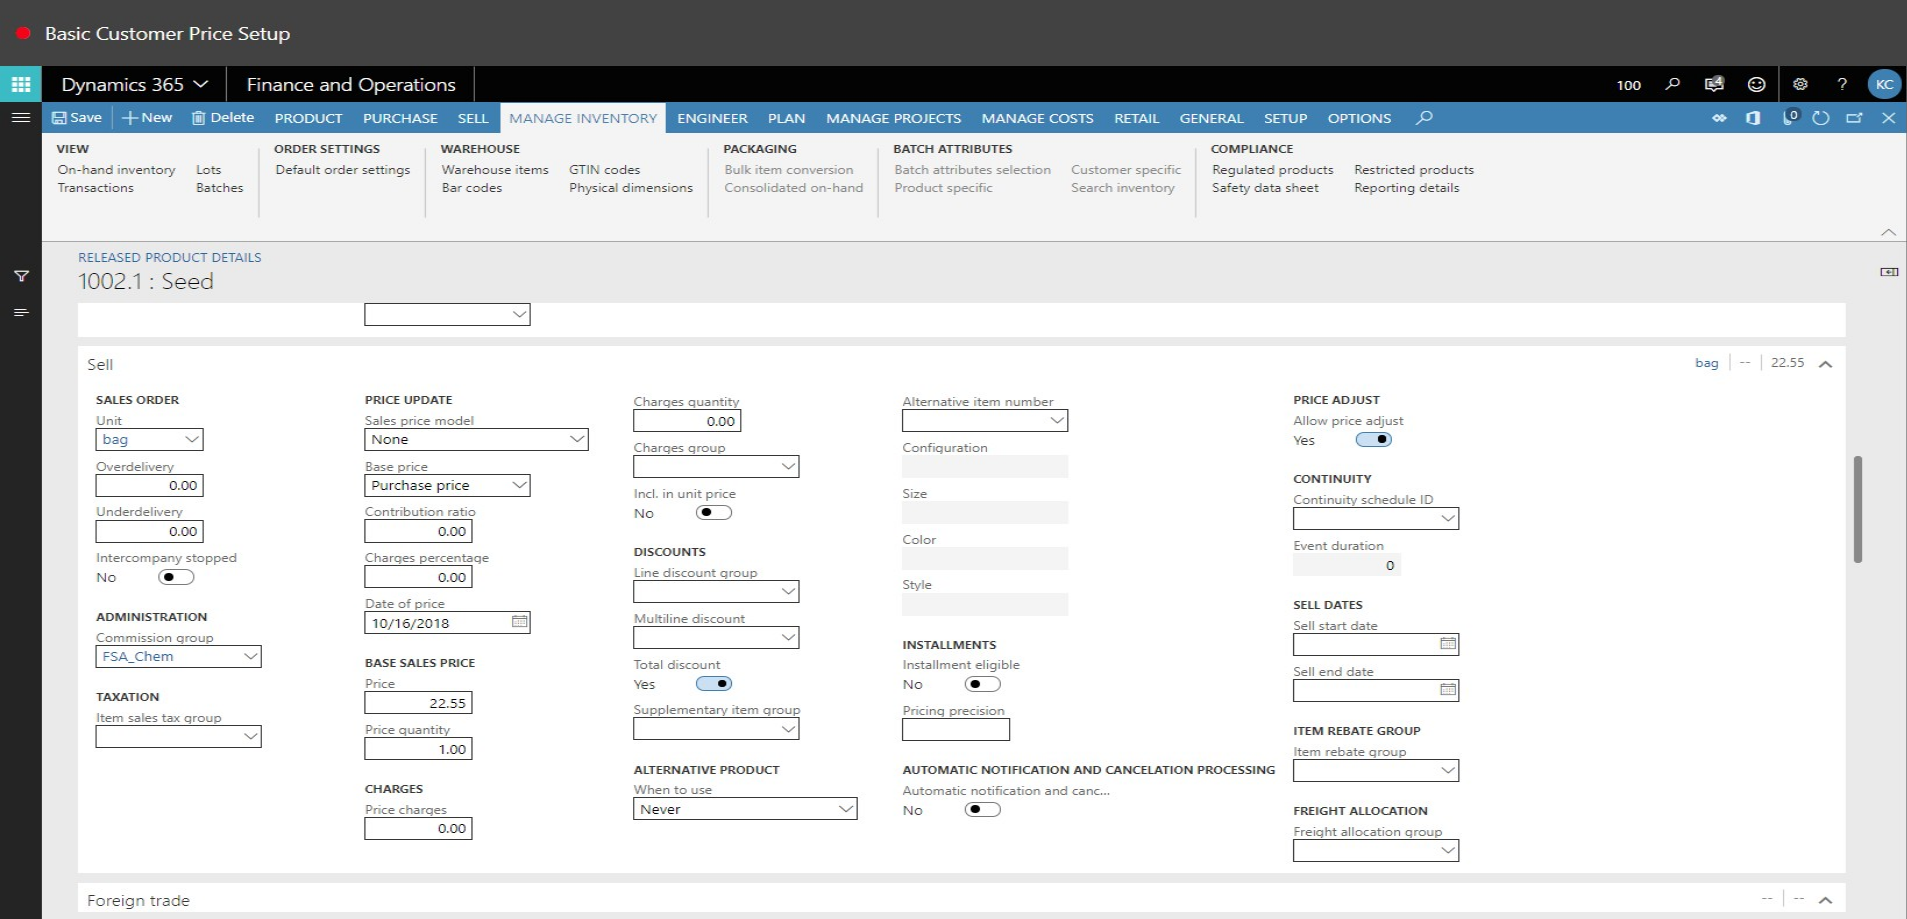 Basic Customer Price Setup
Dynamics 365
Finance and Operations
100
4
?
KC
Save
New
Delete
PRODUCT
PURCHASE
SELL
MANAGE INVENTORY
ENGINEER
PLAN
MANAGE PROJECTS
MANAGE COSTS
RETAIL
GENERAL
SETUP
OPTIONS
0
VIEW
On-hand inventory
Lots
Transactions
Batches
ORDER SETTINGS
Default order settings
WAREHOUSE
Warehouse items
GTIN codes
Bar codes
Physical dimensions
PACKAGING
Bulk item conversion
Consolidated on-hand
BATCH ATTRIBUTES
Batch attributes selection
Customer specific
Product specific
Search inventory
COMPLIANCE
Regulated products
Restricted products
Safety data sheet
Reporting details
RELEASED PRODUCT DETAILS
1002.1 : Seed
Sell
bag
--
22.55
SALES ORDER
Unit
bag
Overdelivery
0.00
Underdelivery
0.00
Intercompany stopped
No
ADMINISTRATION
Commission group
FSA_Chem
TAXATION
Item sales tax group
PRICE UPDATE
Sales price model
None
Base price
Purchase price
Contribution ratio
0.00
Charges percentage
0.00
Date of price
10/16/2018
BASE SALES PRICE
Price
22.55
Price quantity
1.00
CHARGES
Price charges
0.00
Charges quantity
0.00
Charges group
Incl. in unit price
No
DISCOUNTS
Line discount group
Multiline discount
Total discount
Yes
Supplementary item group
ALTERNATIVE PRODUCT
When to use
Never
Alternative item number
Configuration
Size
Color
Style
INSTALLMENTS
Installment eligible
No
Pricing precision
AUTOMATIC NOTIFICATION AND CANCELATION PROCESSING
Automatic notification and canc...
No
PRICE ADJUST
Allow price adjust
Yes
CONTINUITY
Continuity schedule ID
Event duration
0
SELL DATES
Sell start date
Sell end date
ITEM REBATE GROUP
Item rebate group
FREIGHT ALLOCATION
Freight allocation group
Foreign trade
--
--